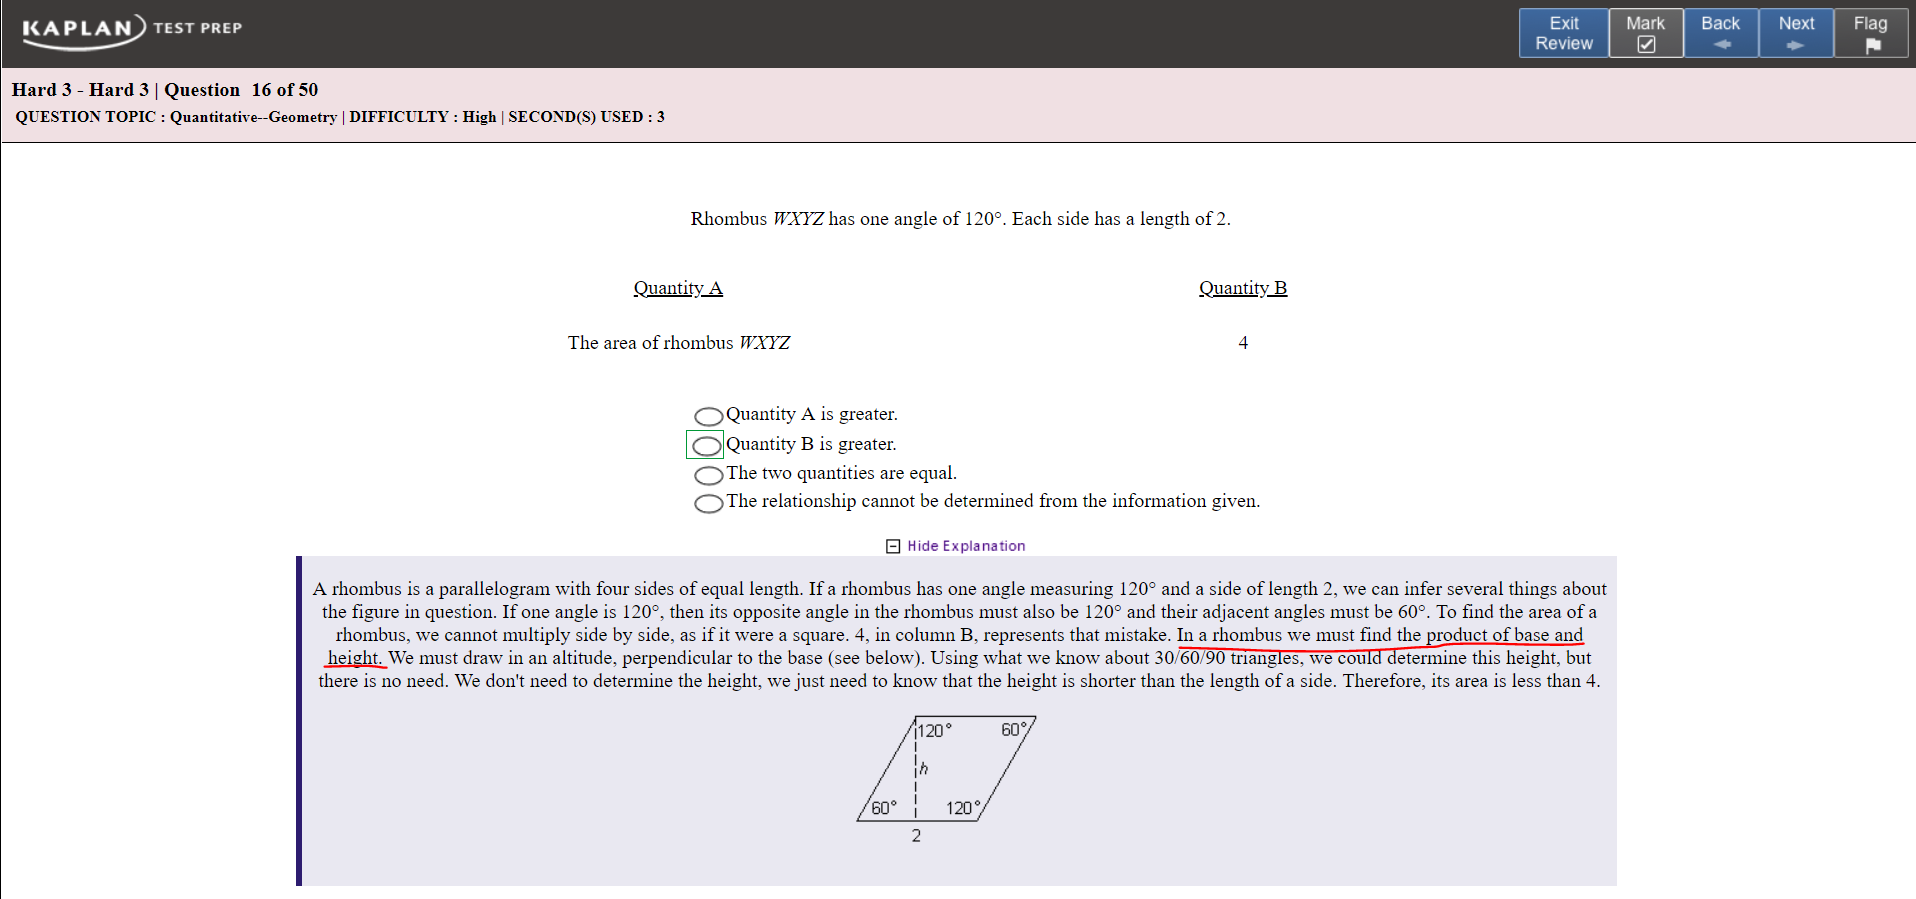 KAPLAN TEST PREP
Exit Review
Mark
Back
Next
Flag
Hard 3 - Hard 3 | Question 16 of 50
QUESTION TOPIC : Quantitative--Geometry | DIFFICULTY : High | SECOND(S) USED : 3
Rhombus WXYZ has one angle of 120°. Each side has a length of 2.
Quantity A
Quantity B
The area of rhombus WXYZ
4
Quantity A is greater.
Quantity B is greater.
The two quantities are equal.
The relationship cannot be determined from the information given.
Hide Explanation
A rhombus is a parallelogram with four sides of equal length. If a rhombus has one angle measuring 120° and a side of length 2, we can infer several things about
the figure in question. If one angle is 120°, then its opposite angle in the rhombus must also be 120° and their adjacent angles must be 60°. To find the area of a
rhombus, we cannot multiply side by side, as if it were a square. 4, in column B, represents that mistake. In a rhombus we must find the product of base and
height. We must draw in an altitude, perpendicular to the base (see below). Using what we know about 30/60/90 triangles, we could determine this height, but
there is no need. We don't need to determine the height, we just need to know that the height is shorter than the length of a side. Therefore, its area is less than 4.
120° 60°
h
60° 120°
2